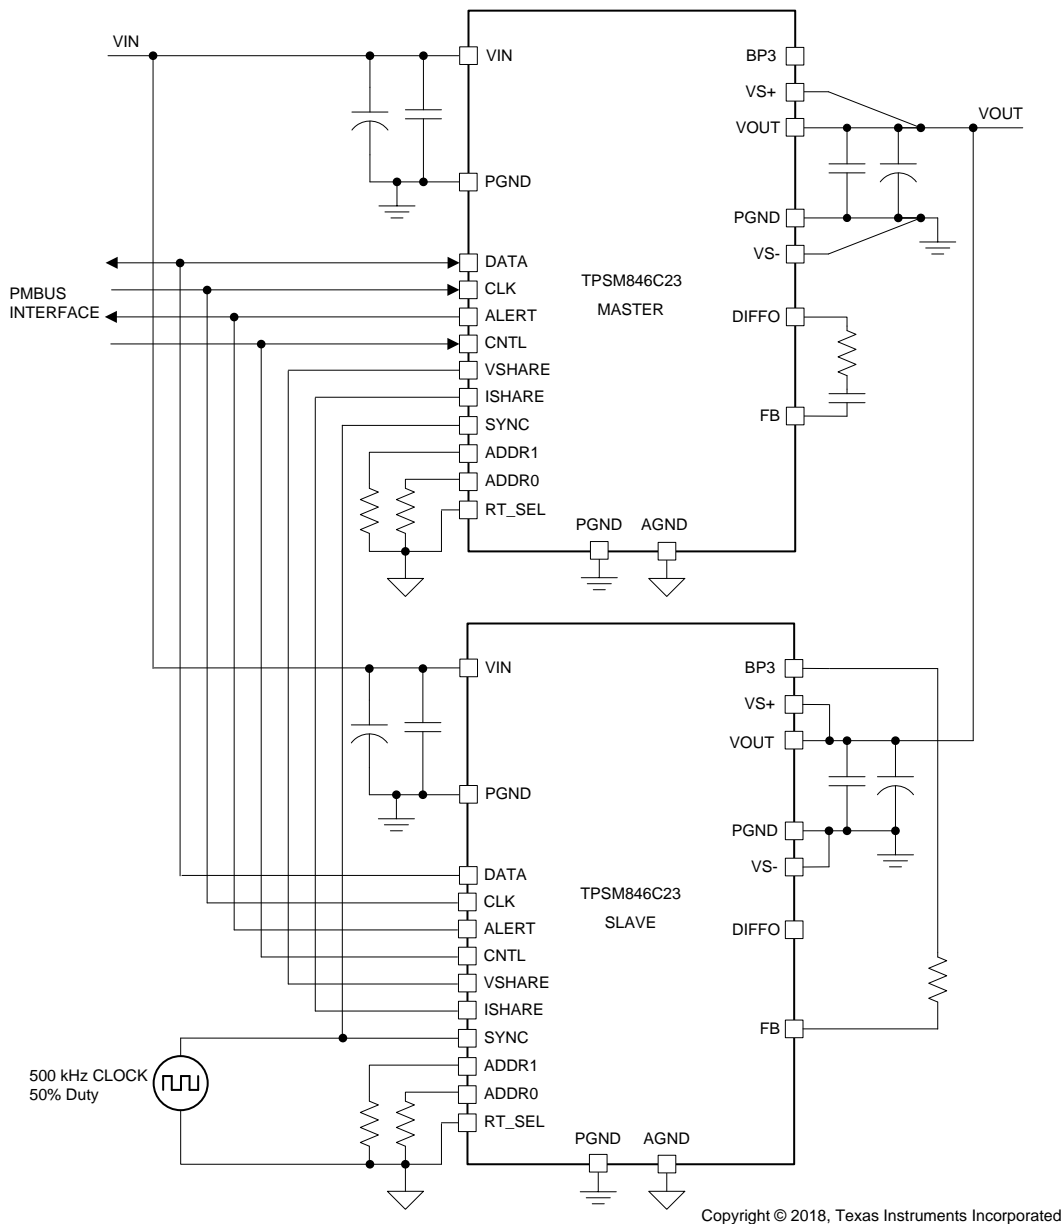 VIN
VIN
PGND
DATA
CLK
ALERT
CNTL
VSHARE
ISHARE
SYNC
ADDR1
ADDR0
RT_SEL
PMBUS
INTERFACE
TPSM846C23
MASTER
BP3
VS+
VOUT
VOUT
PGND
VS-
DIFFO
FB
PGND
AGND
VIN
PGND
DATA
CLK
ALERT
CNTL
VSHARE
ISHARE
SYNC
ADDR1
ADDR0
RT_SEL
500 kHz CLOCK
50% Duty
TPSM846C23
SLAVE
BP3
VS+
VOUT
PGND
VS-
DIFFO
FB
PGND
AGND
Copyright © 2018, Texas Instruments Incorporated